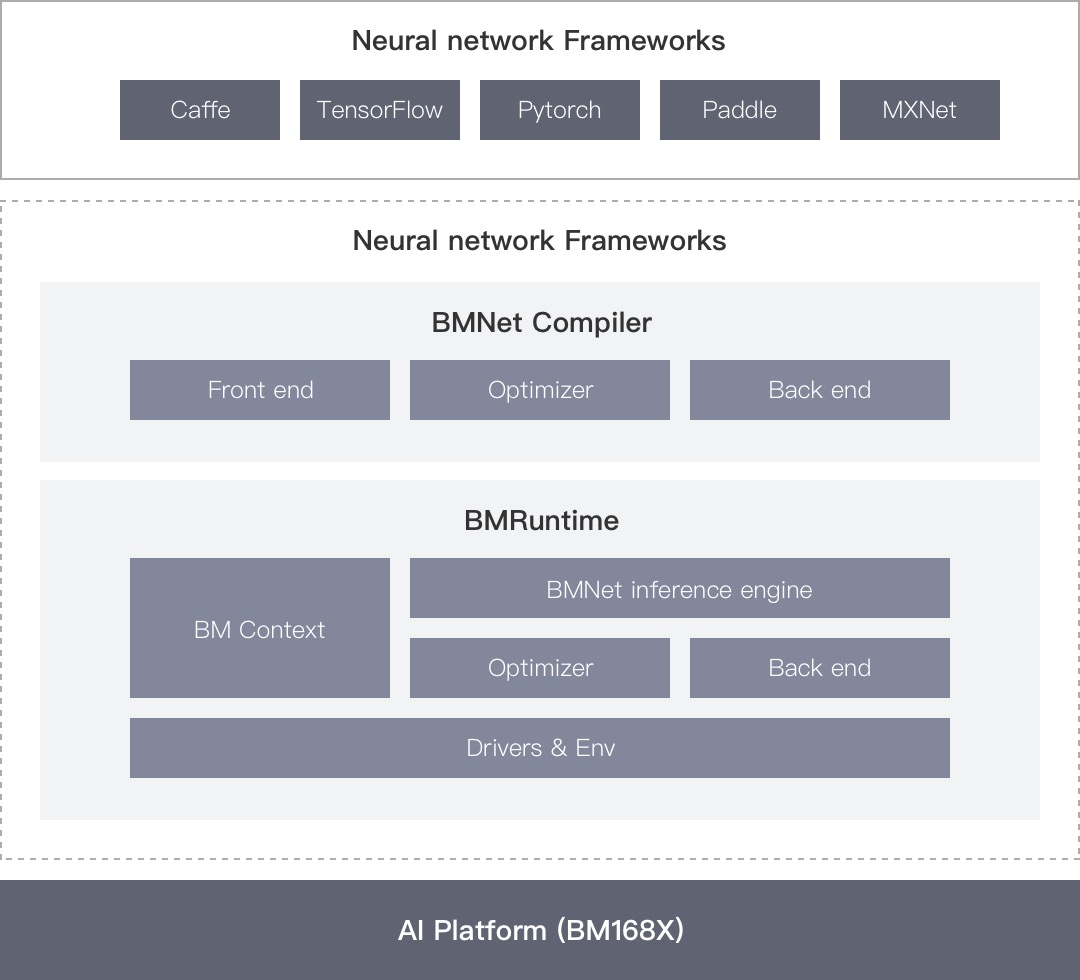 Neural network Frameworks
Caffe TensorFlow Pytorch Paddle MXNet
Neural network Frameworks
BMNet Compiler
Front end Optimizer Back end
BMRuntime
BM Context
BMNet inference engine
Optimizer Back end
Drivers & Env
AI Platform (BM168X)